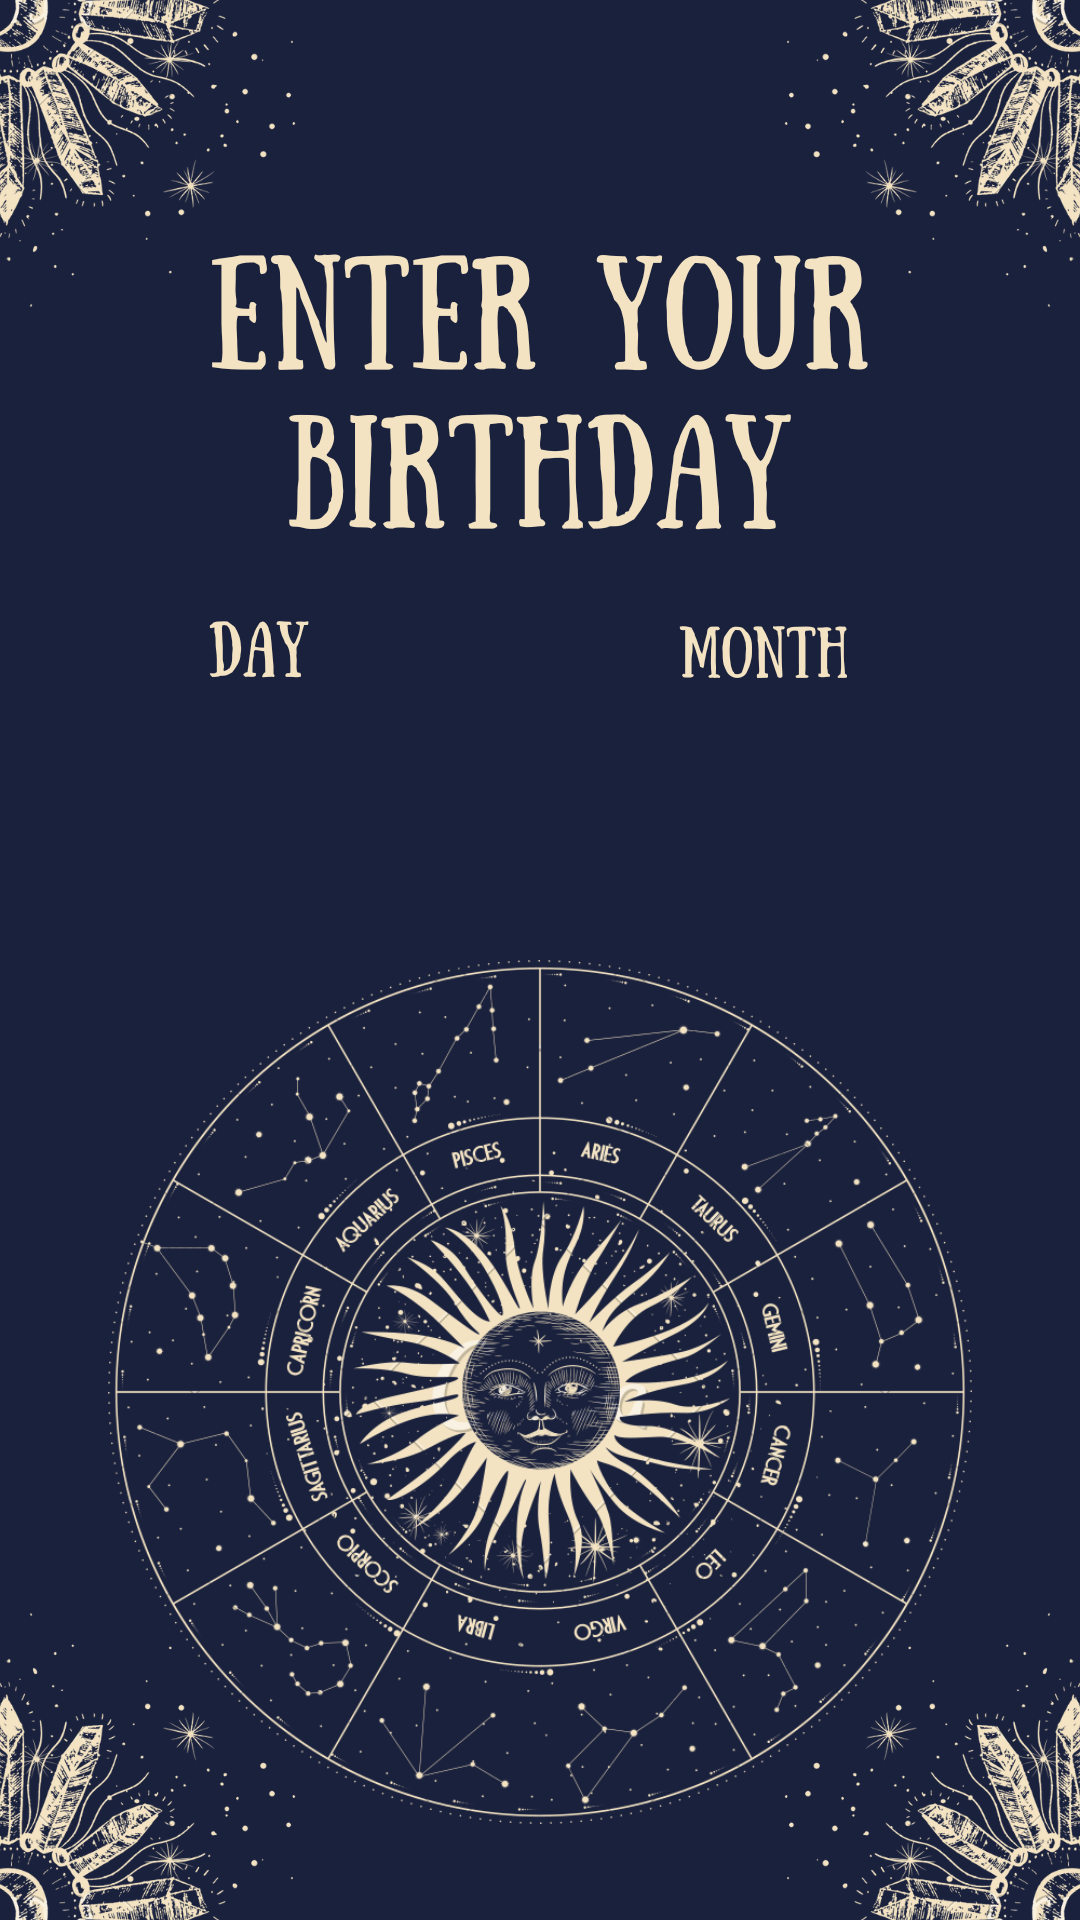 ENTER YOUR
BIRTHDAY
DAY
MONTH
PISCES
ARIES
AQUARIUS
TAURUS
CAPRICORN
GEMINI
SAGITTARIUS
CANCER
SCORPIO
LEO
LIBRA
VIRGO